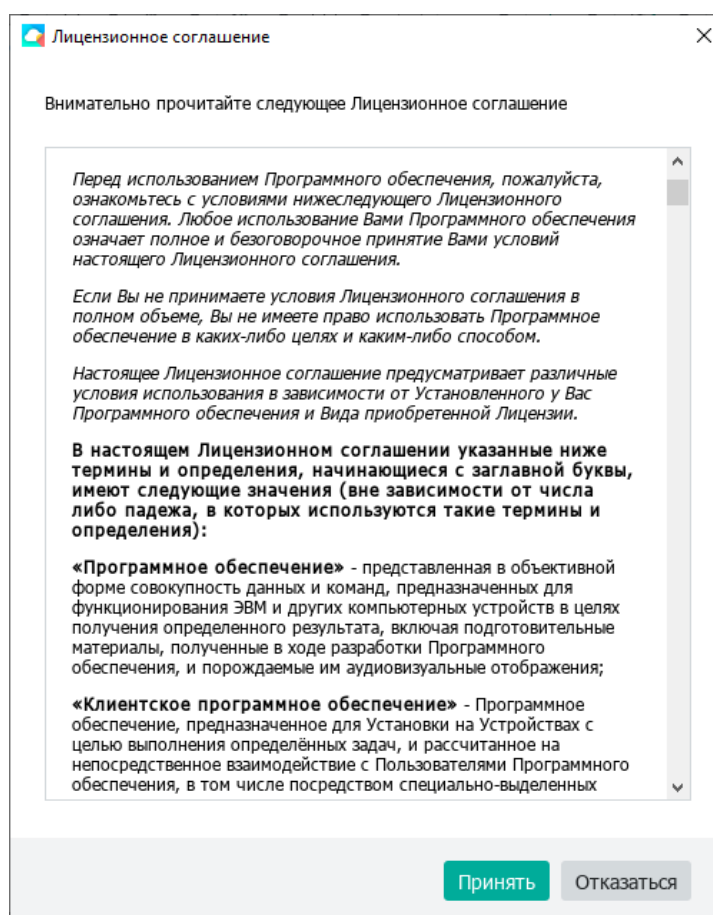 Лицензионное соглашение
Внимательно прочитайте следующее Лицензионное соглашение
Перед использованием Программного обеспечения, пожалуйста,
ознакомьтесь с условиями нижеследующего Лицензионного
соглашения. Любое использование Вами Программного обеспечения
означает полное и безоговорочное принятие Вами условий
настоящего Лицензионного соглашения.
Если Вы не принимаете условия Лицензионного соглашения в
полном объеме, Вы не имеете право использовать Программное
обеспечение в каких-либо целях и каким-либо способом.
Настоящее Лицензионное соглашение предусматривает различные
условия использования в зависимости от Установленного у Вас
Программного обеспечения и Вида приобретенной Лицензии.
В настоящем Лицензионном соглашении указанные ниже
термины и определения, начинающиеся с заглавной буквы,
имеют следующие значения (вне зависимости от числа
либо падежа, в которых используются такие термины и
определения):
«Программное обеспечение» - представленная в объективной
форме совокупность данных и команд, предназначенных для
функционирования ЭВМ и других компьютерных устройств в целях
получения определенного результата, включая подготовительные
материалы, полученные в ходе разработки Программного
обеспечения, и порождаемые им аудиовизуальные отображения;
«Клиентское программное обеспечение» - Программное
обеспечение, предназначенное для Установки на Устройствах с
целью выполнения определённых задач, и рассчитанное на
непосредственное взаимодействие с Пользователями Программного
обеспечения, в том числе посредством специально-выделенных
Принять Отказаться